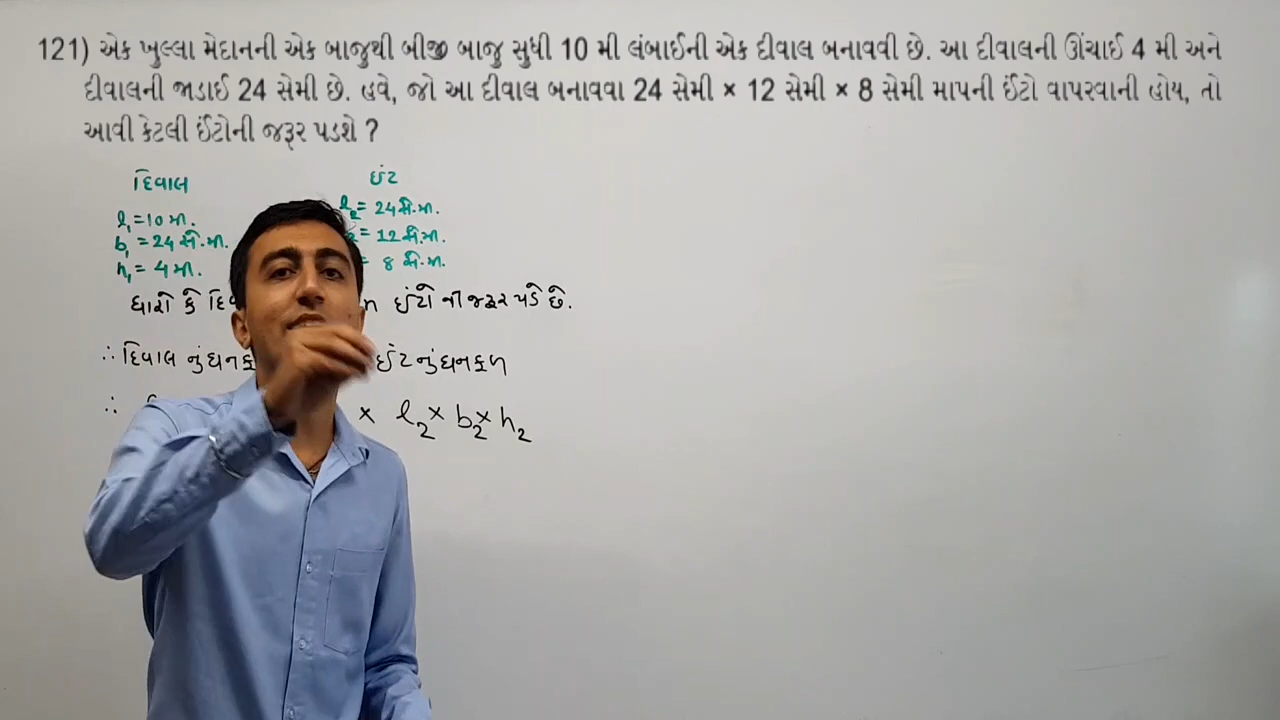 121) એક ખુલ્લા મેદાનની એક બાજુથી બીજી બાજુ સુધી 10 મી લંબાઈની એક દીવાલ બનાવવી છે. આ દીવાલની ઊંચાઈ 4 મી અને
દીવાલની જાડાઈ 24 સેમી છે. હવે, જો આ દીવાલ બનાવવા 24 સેમી × 12 સેમી × 8 સેમી માપની ઈંટો વાપરવાની હોય, તો
આવી કેટલી ઈંટોની જરૂર પડશે ?
દિવાલ ઇંટ
l₁ = 10 મી. l₂ = 24 સે.મી.
b₁ = 24 સે.મી. = 12 સે.મી.
h₁ = 4 મી. = 8 સે.મી.
ધારો કે n ઇંટો ની જરૂર પડે છે.
∴ દિવાલ નું ઇંટ નું ઘનફળ
∴ × l₂ × b₂ × h₂